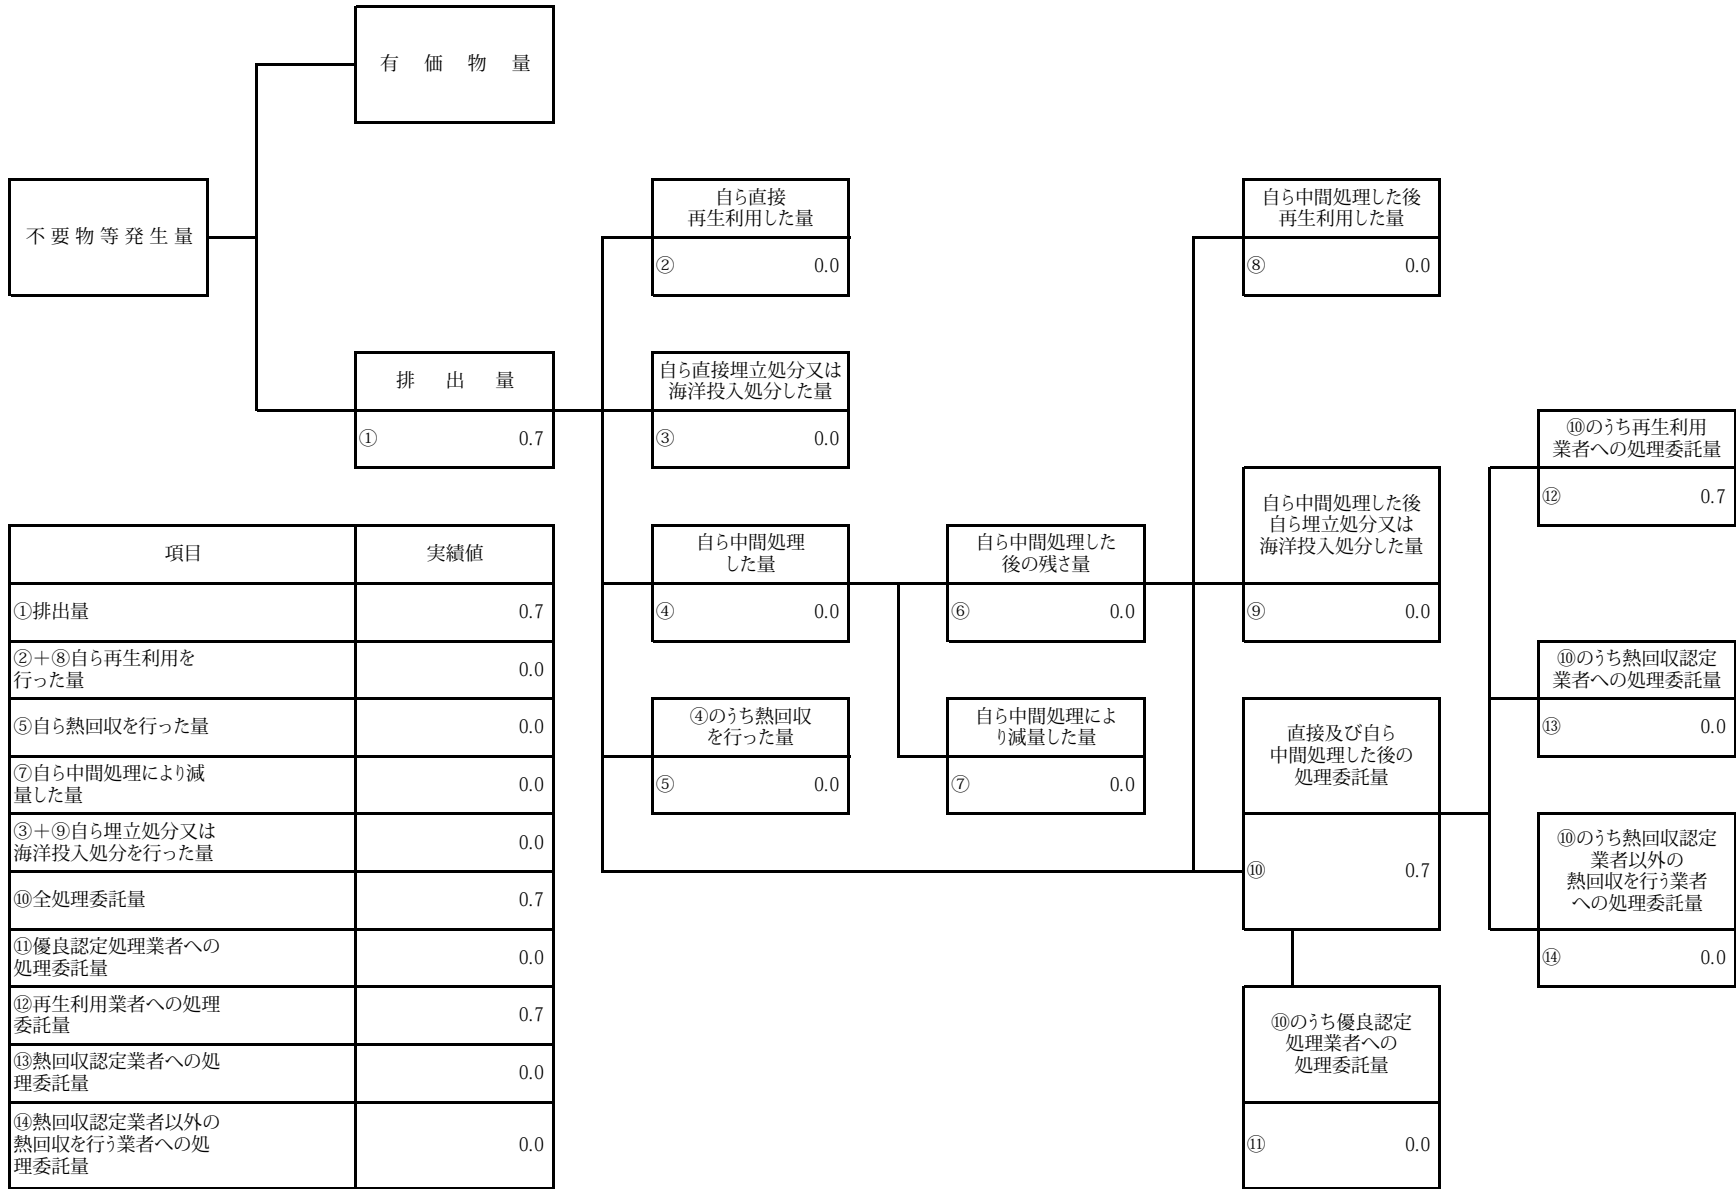 有価物量
不要物等発生量
排出量
①　0.7
自ら直接
再生利用した量
②　0.0
自ら直接埋立処分又は
海洋投入処分した量
③　0.0
自ら中間処理
した量
④　0.0
④のうち熱回収
を行った量
⑤　0.0
自ら中間処理した
後の残さ量
⑥　0.0
自ら中間処理によ
り減量した量
⑦　0.0
自ら中間処理した後
再生利用した量
⑧　0.0
自ら中間処理した後
自ら埋立処分又は
海洋投入処分した量
⑨　0.0
直接及び自ら
中間処理した後の
処理委託量
⑩　0.7
⑩のうち優良認定
処理業者への
処理委託量
⑪　0.0
⑩のうち再生利用
業者への処理委託量
⑫　0.7
⑩のうち熱回収認定
業者への処理委託量
⑬　0.0
⑩のうち熱回収認定
業者以外の
熱回収を行う業者
への処理委託量
⑭　0.0
項目　実績値
①排出量　0.7
②＋⑧自ら再生利用を
行った量　0.0
⑤自ら熱回収を行った量　0.0
⑦自ら中間処理により減
量した量　0.0
③＋⑨自ら埋立処分又は
海洋投入処分を行った量　0.0
⑩全処理委託量　0.7
⑪優良認定処理業者への
処理委託量　0.0
⑫再生利用業者への処理
委託量　0.7
⑬熱回収認定業者への処
理委託量　0.0
⑭熱回収認定業者以外の
熱回収を行う業者への処
理委託量　0.0